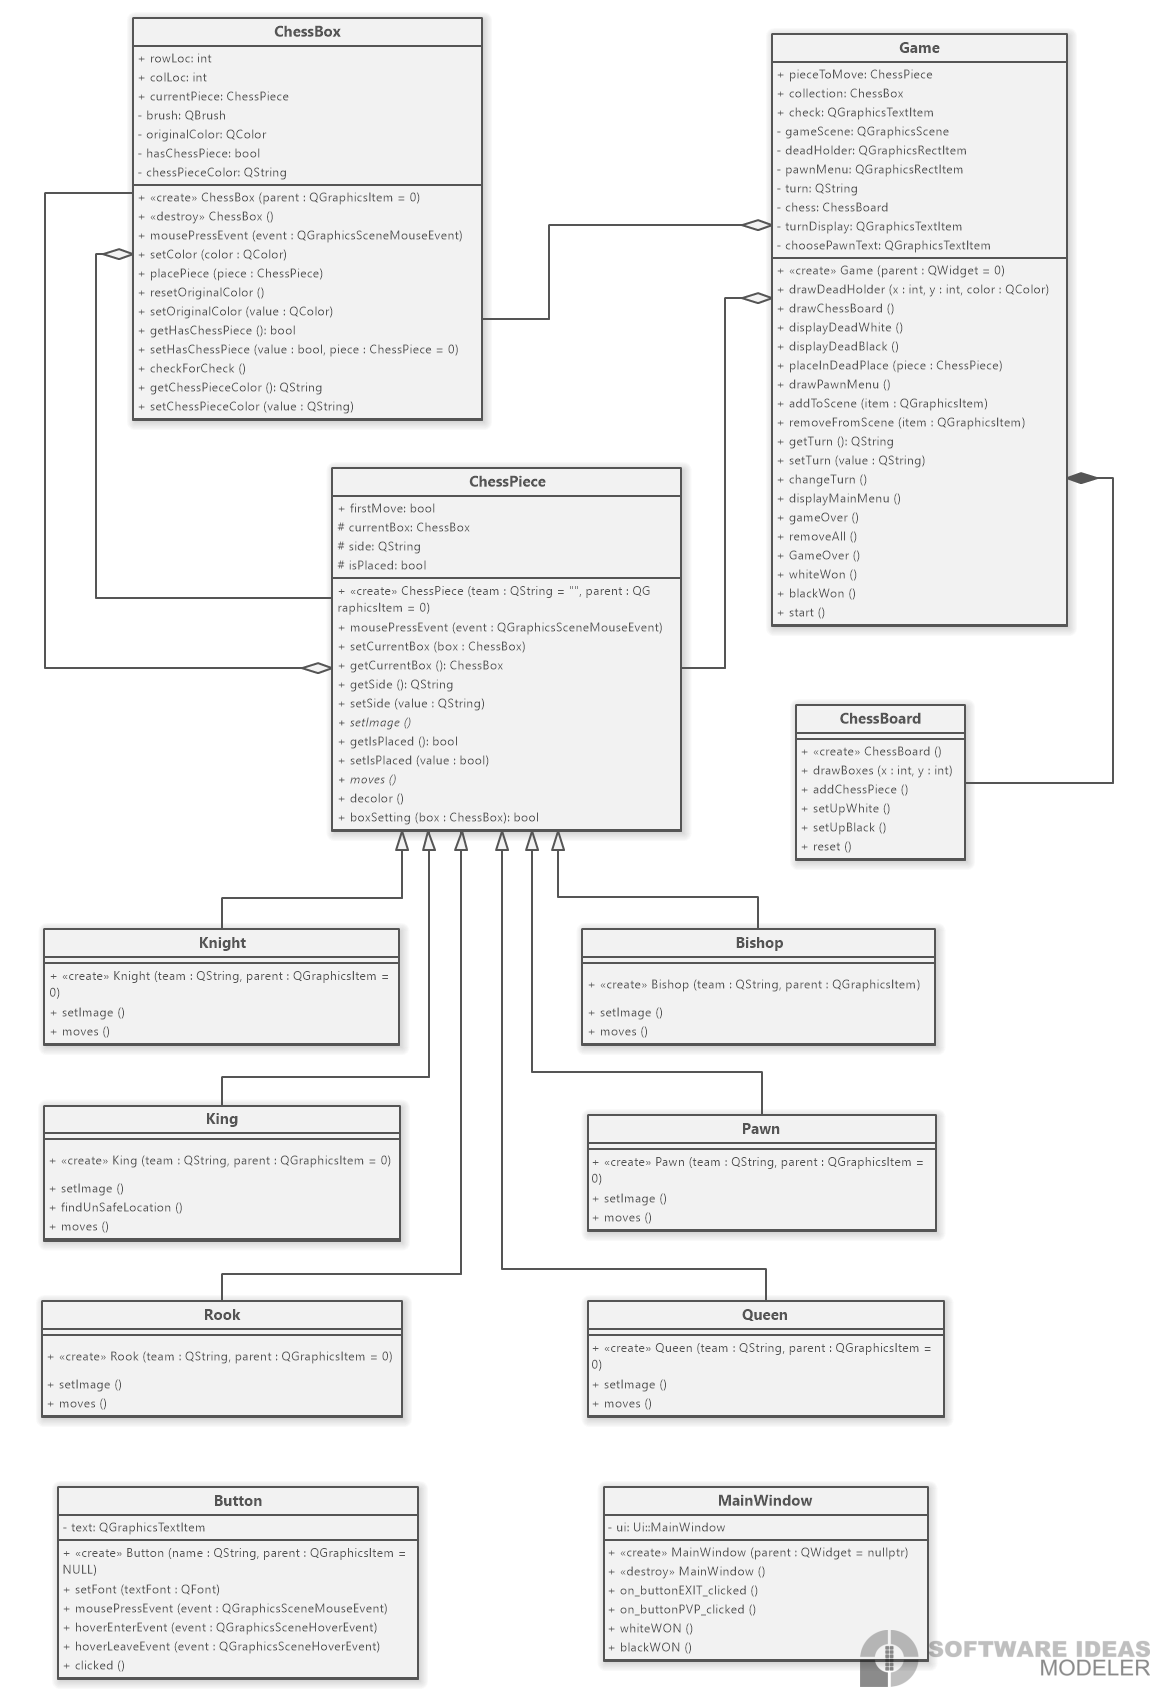 ChessBox
+ rowLoc: int
+ colLoc: int
+ currentPiece: ChessPiece
- brush: QBrush
- originalColor: QColor
- hasChessPiece: bool
- chessPieceColor: QString
+ «create» ChessBox (parent : QGraphicsItem = 0)
+ «destroy» ChessBox ()
+ mousePressEvent (event : QGraphicsSceneMouseEvent)
+ setColor (color : QColor)
+ placePiece (piece : ChessPiece)
+ resetOriginalColor ()
+ setOriginalColor (value : QColor)
+ getHasChessPiece (): bool
+ setHasChessPiece (value : bool, piece : ChessPiece = 0)
+ checkForCheck ()
+ getChessPieceColor (): QString
+ setChessPieceColor (value : QString)
Game
+ pieceToMove: ChessPiece
+ collection: ChessBox
+ check: QGraphicsTextItem
- gameScene: QGraphicsScene
- deadHolder: QGraphicsRectItem
- pawnMenu: QGraphicsRectItem
- turn: QString
- chess: ChessBoard
- turnDisplay: QGraphicsTextItem
- choosePawnText: QGraphicsTextItem
+ «create» Game (parent : QWidget = 0)
+ drawDeadHolder (x : int, y : int, color : QColor)
+ drawChessBoard ()
+ displayDeadWhite ()
+ displayDeadBlack ()
+ placeInDeadPlace (piece : ChessPiece)
+ drawPawnMenu ()
+ addToScene (item : QGraphicsItem)
+ removeFromScene (item : QGraphicsItem)
+ getTurn (): QString
+ setTurn (value : QString)
+ changeTurn ()
+ displayMainMenu ()
+ gameOver ()
+ removeAll ()
+ GameOver ()
+ whiteWon ()
+ blackWon ()
+ start ()
ChessPiece
+ firstMove: bool
# currentBox: ChessBox
# side: QString
# isPlaced: bool
+ «create» ChessPiece (team : QString = "", parent : QG
raphicsItem = 0)
+ mousePressEvent (event : QGraphicsSceneMouseEvent)
+ setCurrentBox (box : ChessBox)
+ getCurrentBox (): ChessBox
+ getSide (): QString
+ setSide (value : QString)
+ setImage ()
+ getIsPlaced (): bool
+ setIsPlaced (value : bool)
+ moves ()
+ decolor ()
+ boxSetting (box : ChessBox): bool
ChessBoard
+ «create» ChessBoard ()
+ drawBoxes (x : int, y : int)
+ addChessPiece ()
+ setUpWhite ()
+ setUpBlack ()
+ reset ()
Knight
+ «create» Knight (team : QString, parent : QGraphicsItem =
0)
+ setImage ()
+ moves ()
Bishop
+ «create» Bishop (team : QString, parent : QGraphicsItem)
+ setImage ()
+ moves ()
King
+ «create» King (team : QString, parent : QGraphicsItem = 0)
+ setImage ()
+ findUnSafeLocation ()
+ moves ()
Pawn
+ «create» Pawn (team : QString, parent : QGraphicsItem =
0)
+ setImage ()
+ moves ()
Rook
+ «create» Rook (team : QString, parent : QGraphicsItem = 0)
+ setImage ()
+ moves ()
Queen
+ «create» Queen (team : QString, parent : QGraphicsItem =
0)
+ setImage ()
+ moves ()
Button
- text: QGraphicsTextItem
+ «create» Button (name : QString, parent : QGraphicsItem =
NULL)
+ setFont (textFont : QFont)
+ mousePressEvent (event : QGraphicsSceneMouseEvent)
+ hoverEnterEvent (event : QGraphicsSceneHoverEvent)
+ hoverLeaveEvent (event : QGraphicsSceneHoverEvent)
+ clicked ()
MainWindow
- ui: Ui::MainWindow
+ «create» MainWindow (parent : QWidget = nullptr)
+ «destroy» MainWindow ()
+ on_buttonEXIT_clicked ()
+ on_buttonPVP_clicked ()
+ whiteWON ()
+ blackWON ()
SOFTWARE IDEAS
MODELER